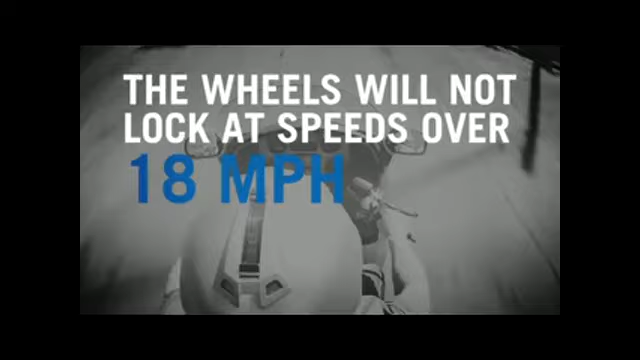 THE WHEELS WILL NOT
LOCK AT SPEEDS OVER
18 MPH